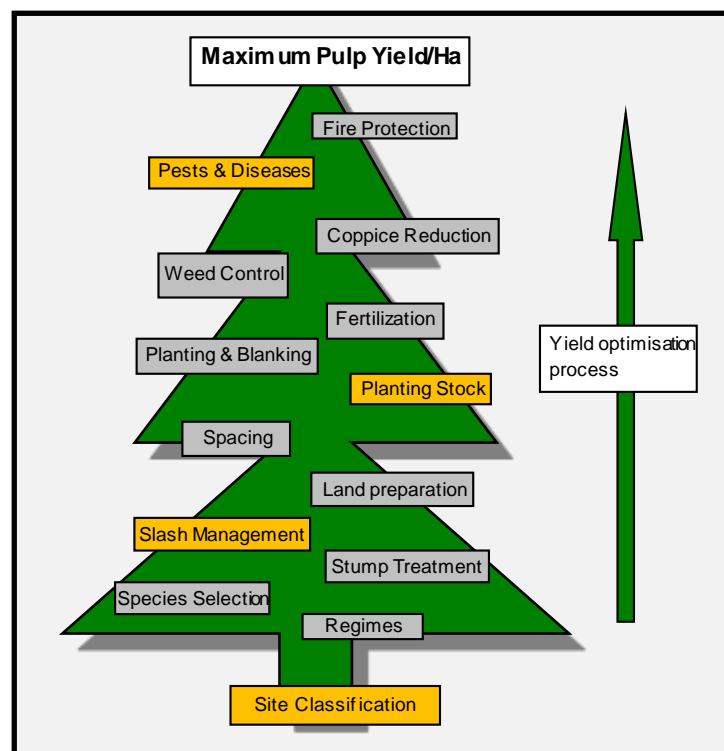 Maximum Pulp Yield/Ha
Fire Protection
Pests & Diseases
Coppice Reduction
Weed Control
Fertilization
Yield optimisation
process
Planting & Blanking
Planting Stock
Spacing
Land preparation
Slash Management
Stump Treatment
Species Selection
Regimes
Site Classification